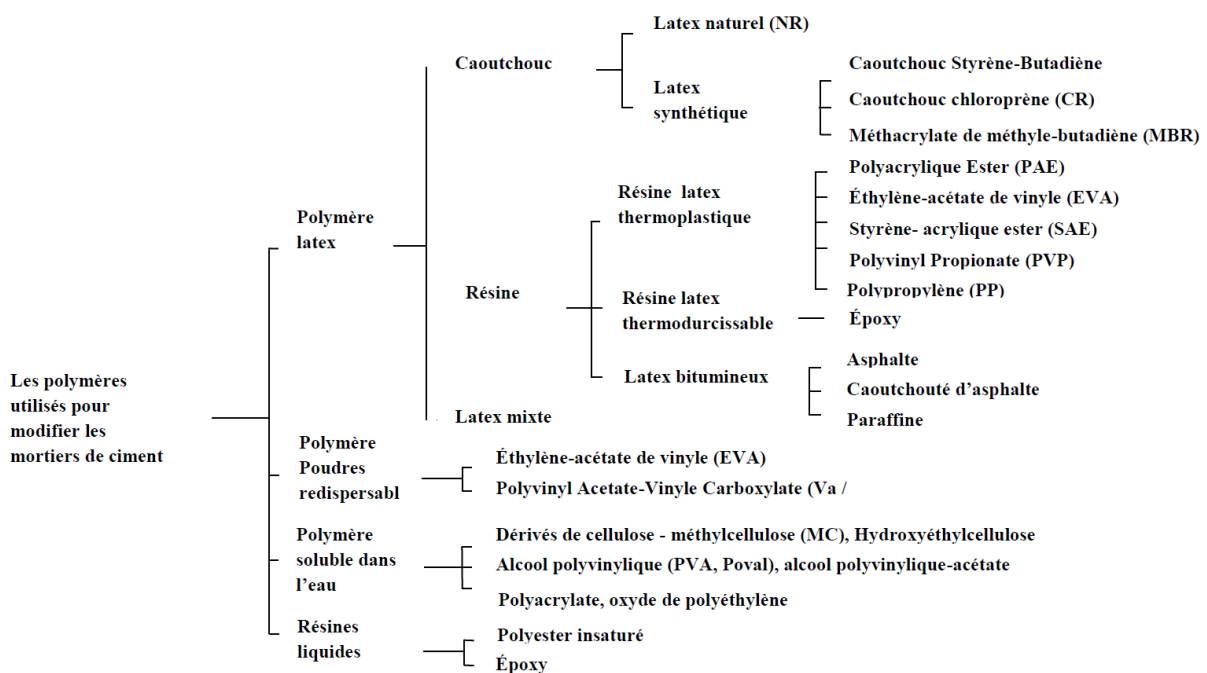 Les polymères
utilisés pour
modifier les
mortiers de ciment
Polymère
latex
Caoutchouc
Latex naturel (NR)
Latex
synthétique
Caoutchouc Styrène-Butadiène
Caoutchouc chloroprène (CR)
Méthacrylate de méthyle-butadiène (MBR)
Résine
Résine latex
thermoplastique
Polyacrylique Ester (PAE)
Éthylène-acétate de vinyle (EVA)
Styrène- acrylique ester (SAE)
Polyvinyl Propionate (PVP)
Polypropylène (PP)
Résine latex
thermodurcissable
Époxy
Latex bitumineux
Asphalte
Caoutchouté d’asphalte
Paraffine
Latex mixte
Polymère
Poudres
redispersabl
Éthylène-acétate de vinyle (EVA)
Polyvinyl Acetate-Vinyle Carboxylate (Va /
Polymère
soluble dans
l’eau
Dérivés de cellulose - méthylcellulose (MC), Hydroxyéthylcellulose
Alcool polyvinylique (PVA, Poval), alcool polyvinylique-acétate
Polyacrylate, oxyde de polyéthylène
Résines
liquides
Polyester insaturé
Époxy